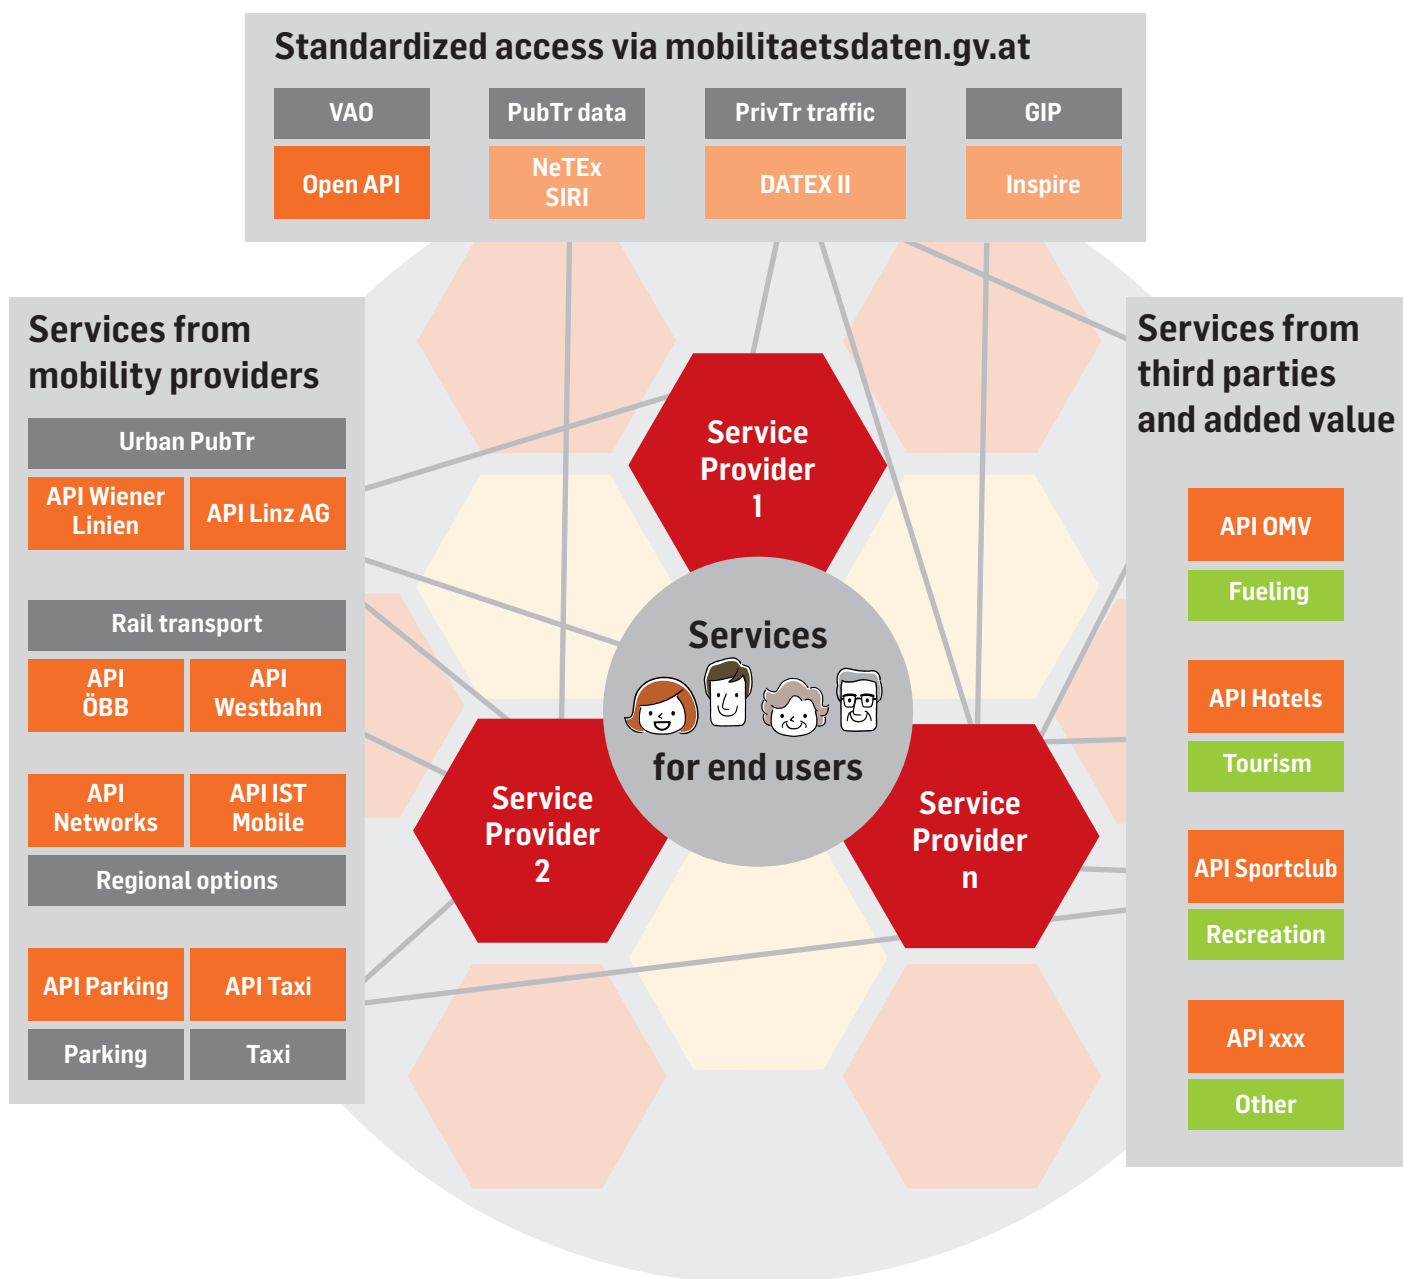 Standardized access via mobilitaetsdaten.gv.at
VAO
PubTr data
PrivTr traffic
GIP
Open API
NeTEx
SIRI
DATEX II
Inspire
Services from
mobility providers
Urban PubTr
API Wiener
Linien
API Linz AG
Rail transport
API
ÖBB
API
Westbahn
API
Networks
API IST
Mobile
Regional options
API Parking
API Taxi
Parking
Taxi
Service
Provider
1
Services
for end users
Service
Provider
2
Service
Provider
n
Services from
third parties
and added value
API OMV
Fueling
API Hotels
Tourism
API Sportclub
Recreation
API xxx
Other